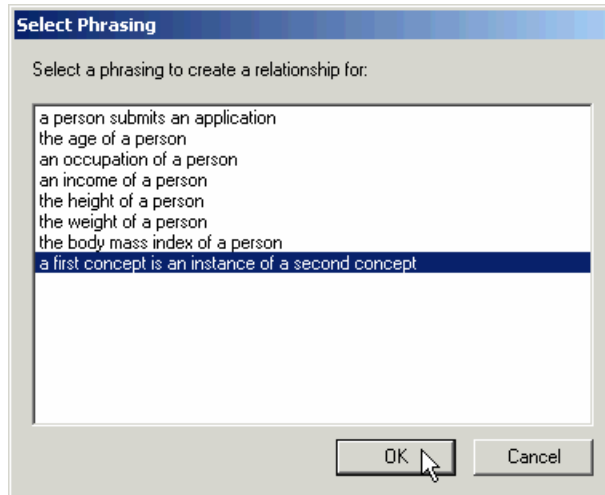 Select Phrasing
Select a phrasing to create a relationship for:
a person submits an application
the age of a person
an occupation of a person
an income of a person
the height of a person
the weight of a person
the body mass index of a person
a first concept is an instance of a second concept
OK
Cancel